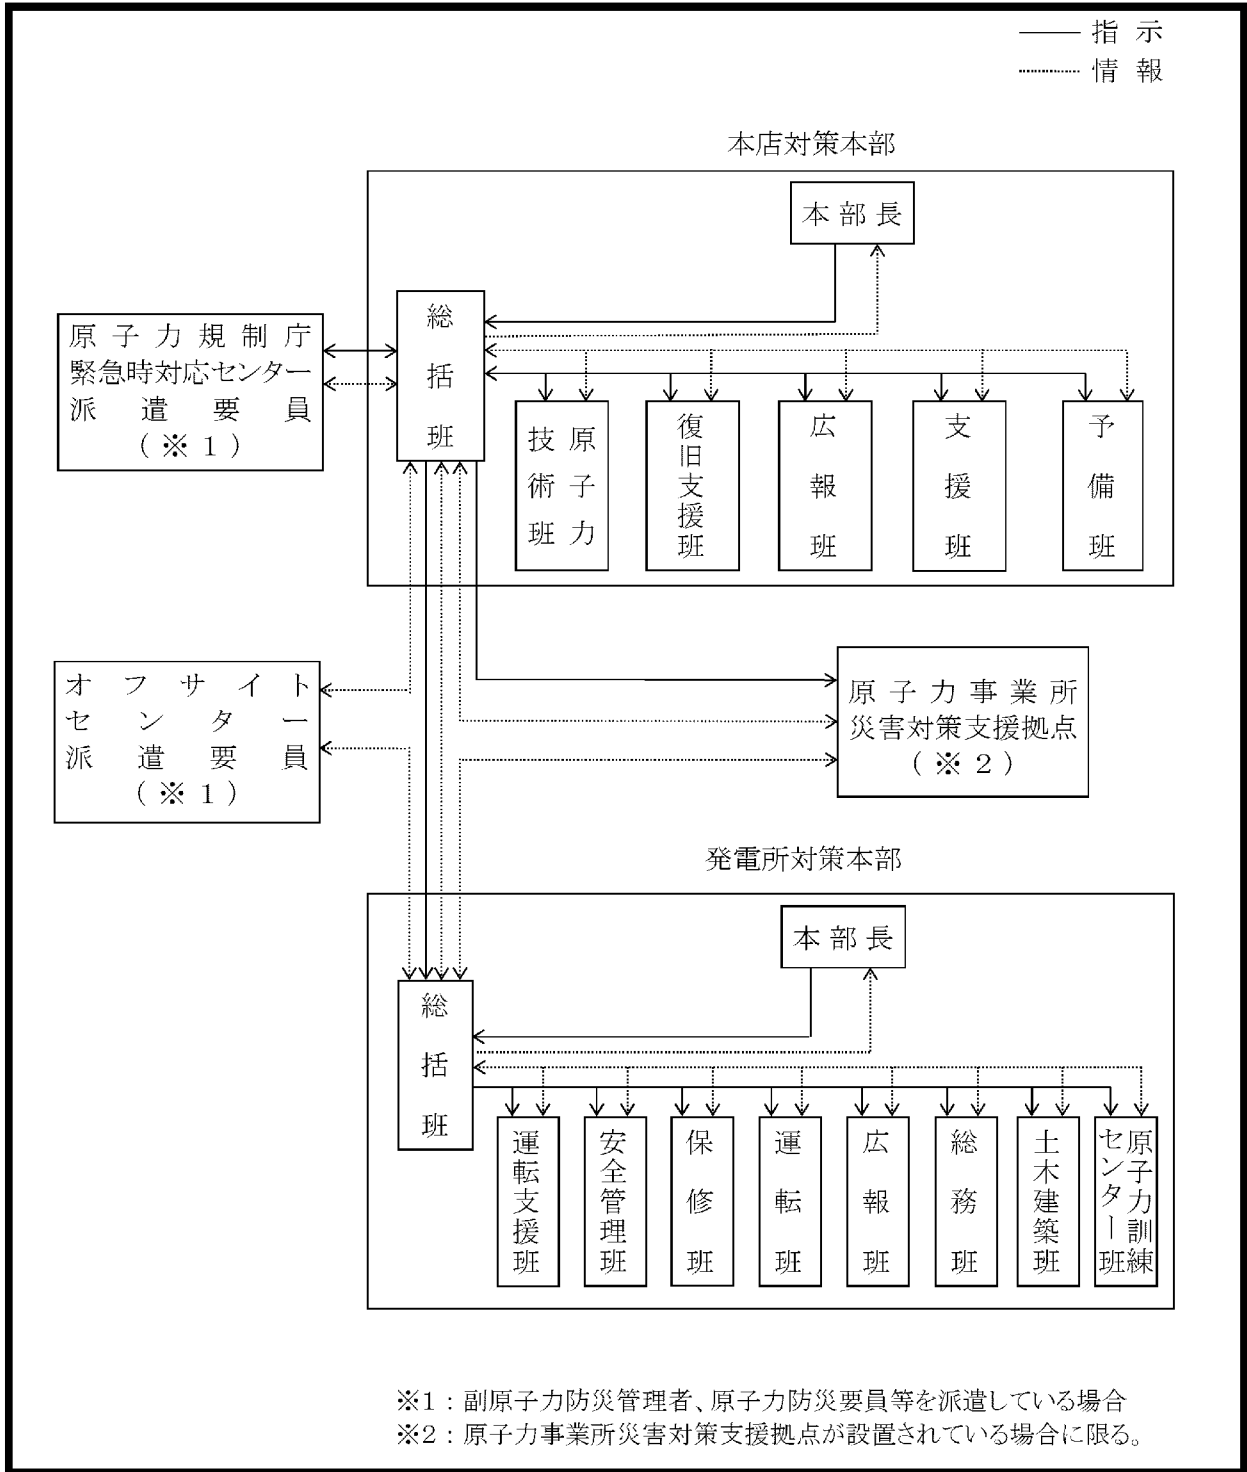 指示
情報
本店対策本部
本部長
総括班
原子力規制庁
緊急時対応センター
派遣要員
(※1)
原子力
技術班
復旧支援班
広報班
支援班
予備班
オフサイト
センター
派遣要員
(※1)
原子力事業所
災害対策支援拠点
(※2)
発電所対策本部
本部長
総括班
運転支援班
安全管理班
保修班
運転班
広報班
総務班
土木建築班
原子力訓練
センター班
※1：副原子力防災管理者、原子力防災要員等を派遣している場合
※2：原子力事業所災害対策支援拠点が設置されている場合に限る。